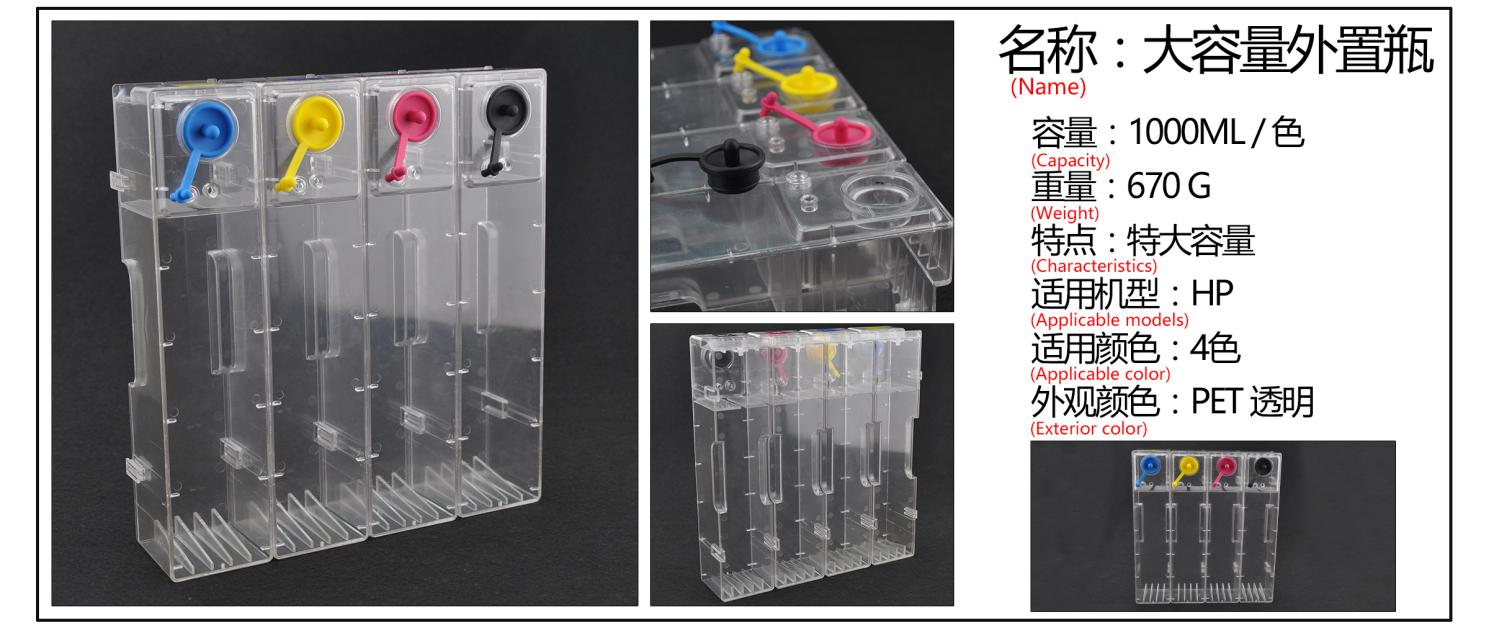 名称：大容量外置瓶
(Name)
容量：1000ML / 色
(Capacity)
重量：670 G
(Weight)
特点：特大容量
(Characteristics)
适用机型：HP
(Applicable models)
适用颜色：4色
(Applicable color)
外观颜色：PET 透明
(Exterior color)